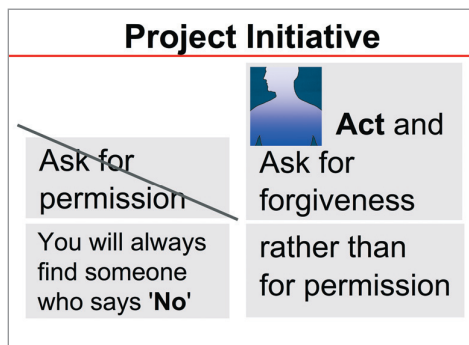 Project Initiative
Ask for
permission
You will always
find someone
who says 'No'
Act and
Ask for
forgiveness
rather than
for permission